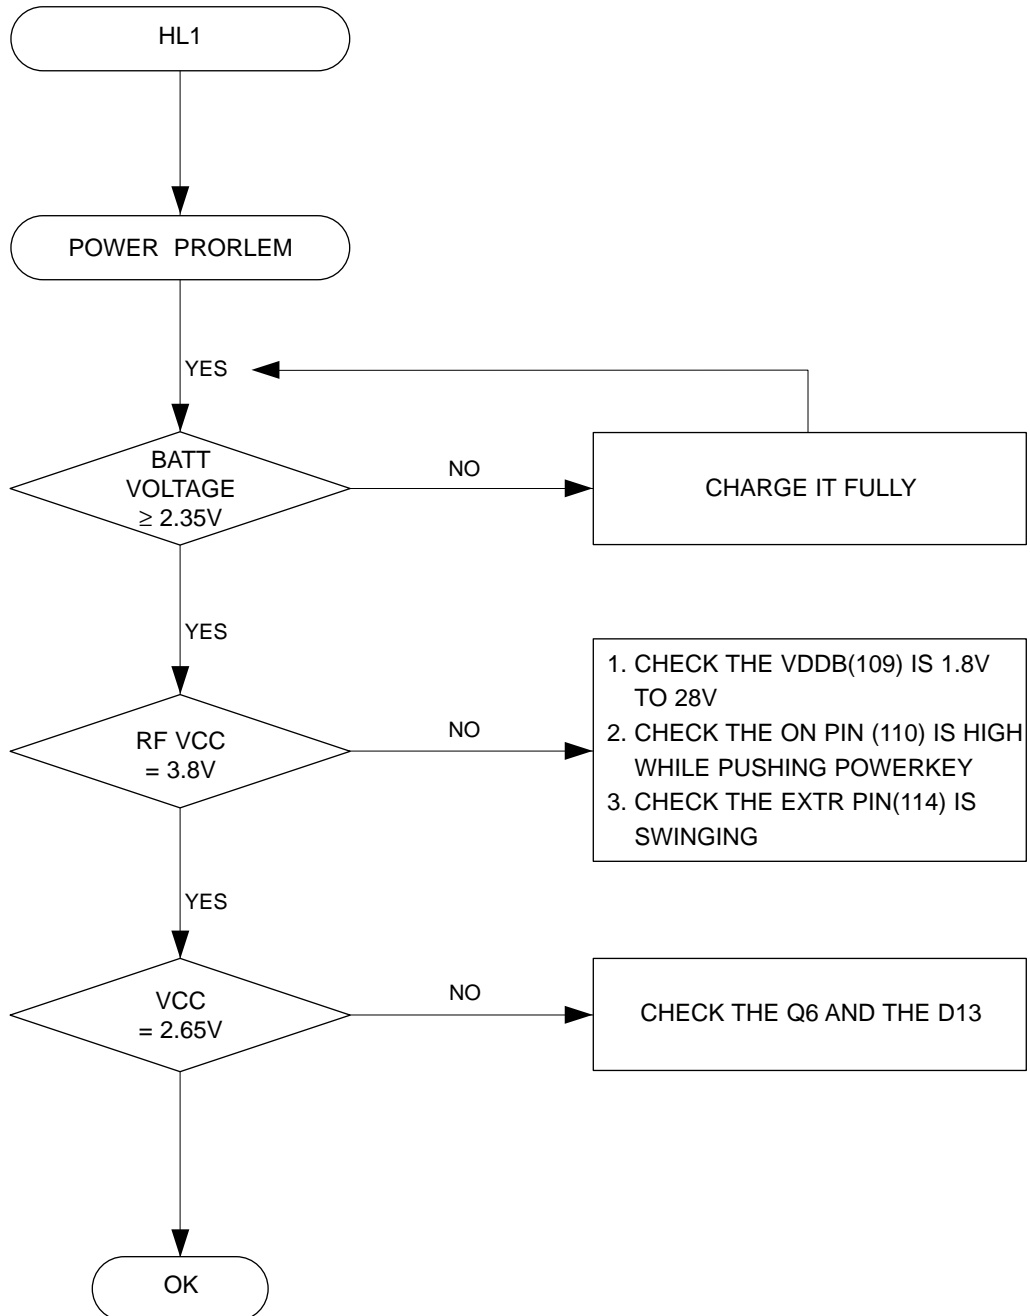 HL1
POWER PRORLEM
YES
BATT
VOLTAGE
≥ 2.35V
NO
CHARGE IT FULLY
YES
RF VCC
= 3.8V
NO
1. CHECK THE VDDB(109) IS 1.8V
TO 28V
2. CHECK THE ON PIN (110) IS HIGH
WHILE PUSHING POWERKEY
3. CHECK THE EXTR PIN(114) IS
SWINGING
YES
VCC
= 2.65V
NO
CHECK THE Q6 AND THE D13
OK